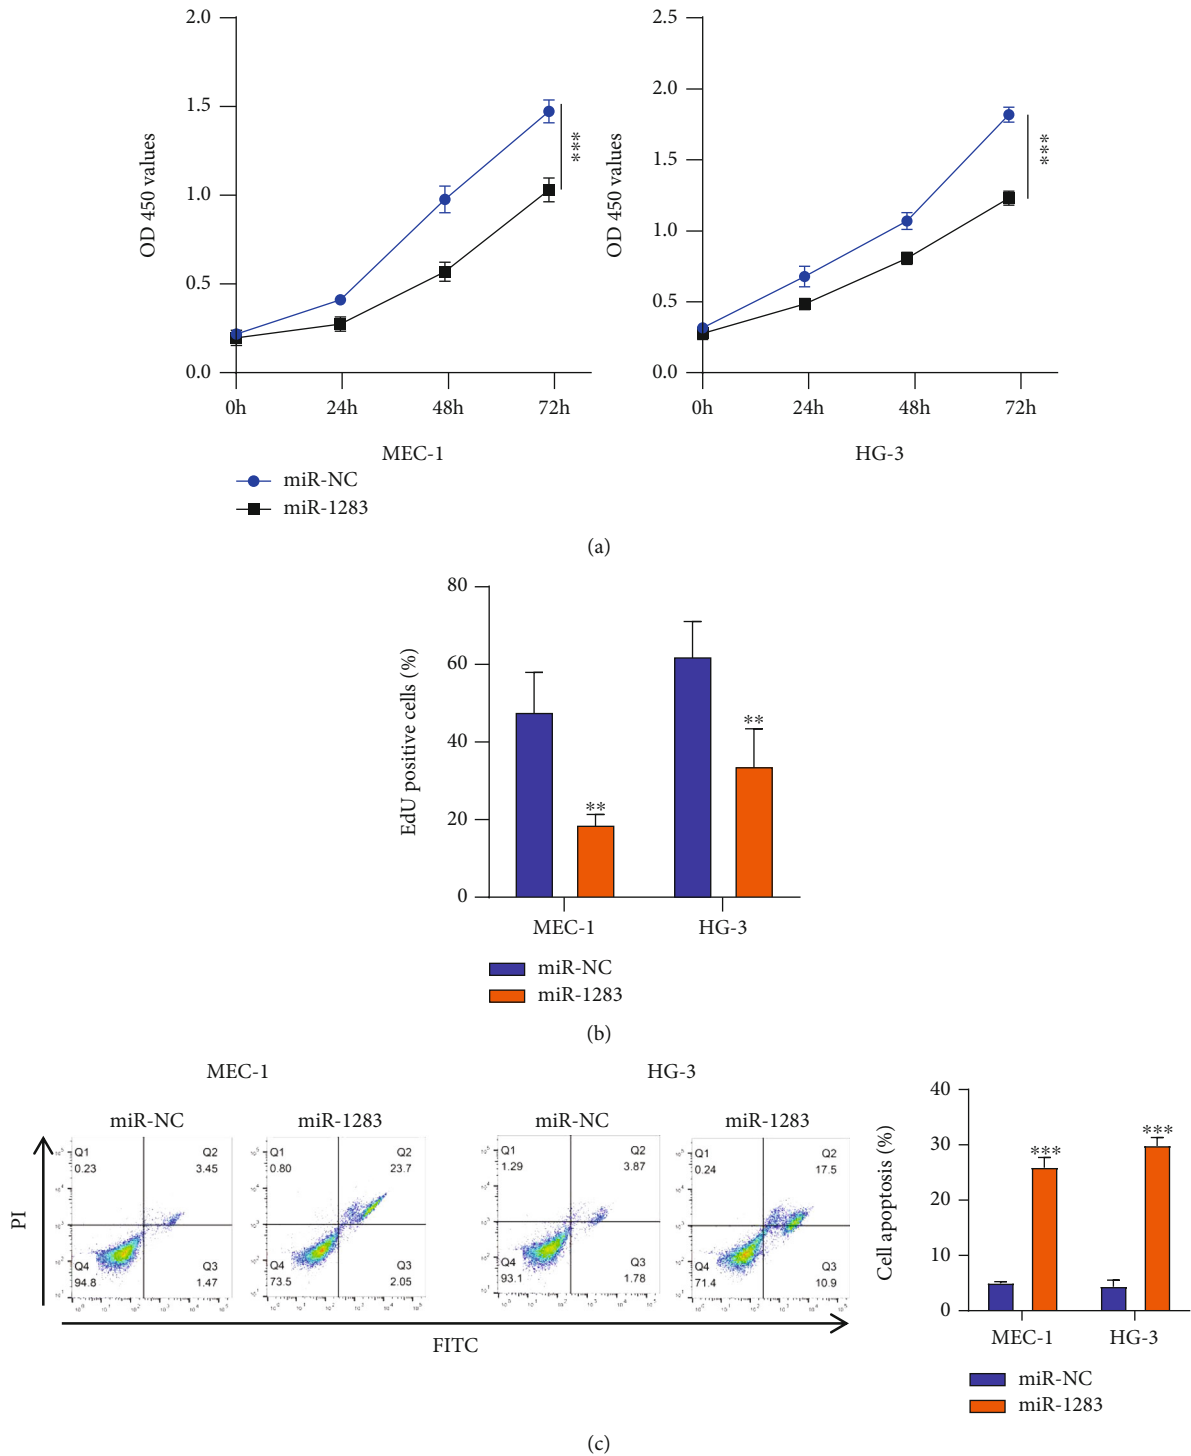 2.0
1.5
1.0
0.5
0.0
OD 450 values
0h 24h 48h 72h
MEC-1
***
2.5
2.0
1.5
1.0
0.5
0.0
OD 450 values
0h 24h 48h 72h
HG-3
***
miR-NC
miR-1283
(a)
80
60
40
20
0
EdU positive cells (%)
**
**
MEC-1 HG-3
miR-NC
miR-1283
(b)
MEC-1
HG-3
miR-NC
miR-1283
miR-NC
miR-1283
PI
Q1
0.23
Q2
3.45
Q4
94.8
Q3
1.47
Q1
0.80
Q2
23.7
Q4
73.5
Q3
2.05
Q1
1.29
Q2
3.87
Q4
93.1
Q3
1.78
Q1
0.24
Q2
17.5
Q4
71.4
Q3
10.9
FITC
40
30
20
10
0
Cell apoptosis (%)
***
***
MEC-1 HG-3
miR-NC
miR-1283
(c)